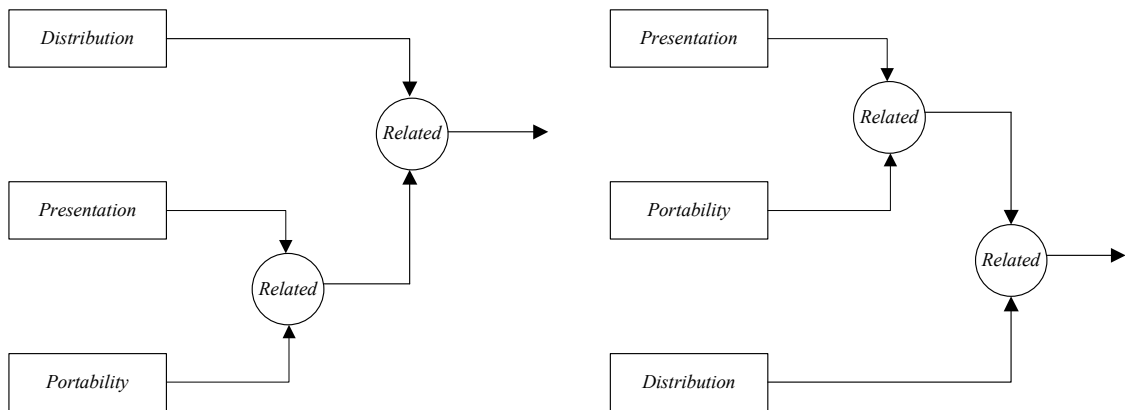 Distribution
Related
Presentation
Related
Portability
Presentation
Related
Portability
Related
Distribution